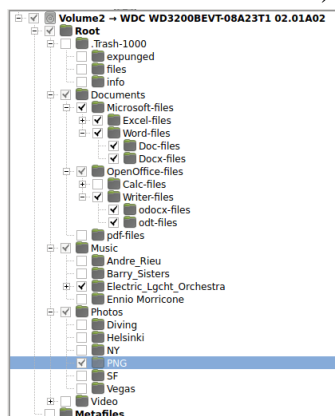 Volume2 → WDC WD3200BEVT-08A23T1 02.01A02
Root
.Trash-1000
expunged
files
info
Documents
Microsoft-files
Excel-files
Word-files
Doc-files
Docx-files
OpenOffice-files
Calc-files
Writer-files
odocx-files
odt-files
pdf-files
Music
Andre_Rieu
Barry_Sisters
Electric_Lgcht_Orchestra
Ennio Morricone
Photos
Diving
Helsinki
NY
PNG
SF
Vegas
Video
Metafiles